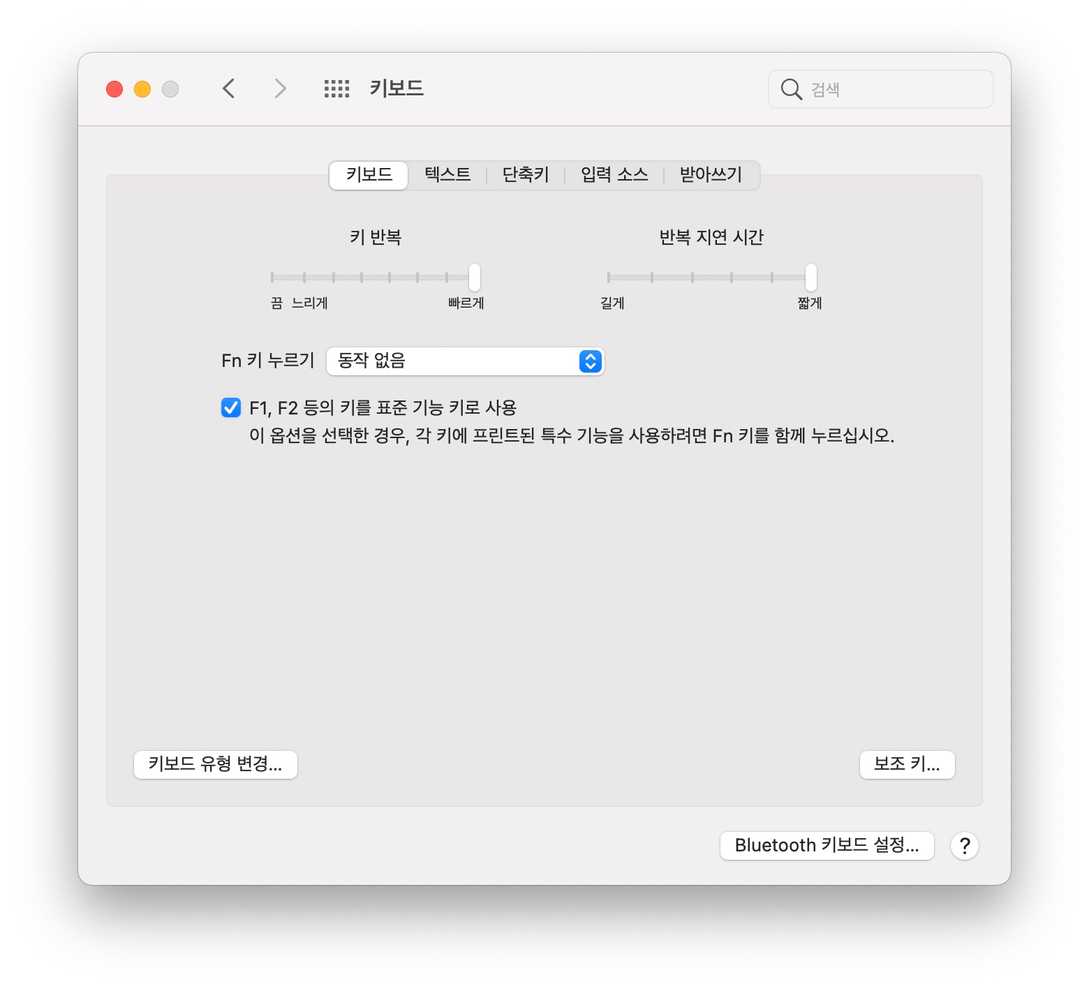 키보드
검색
키보드 텍스트 단축키 입력 소스 받아쓰기
키 반복
반복 지연 시간
끔 느리게 빠르게
길게 짧게
Fn 키 누르기 동작 없음
F1, F2 등의 키를 표준 기능 키로 사용
이 옵션을 선택한 경우, 각 키에 프린트된 특수 기능을 사용하려면 Fn 키를 함께 누르십시오.
키보드 유형 변경...
보조 키...
Bluetooth 키보드 설정...
?